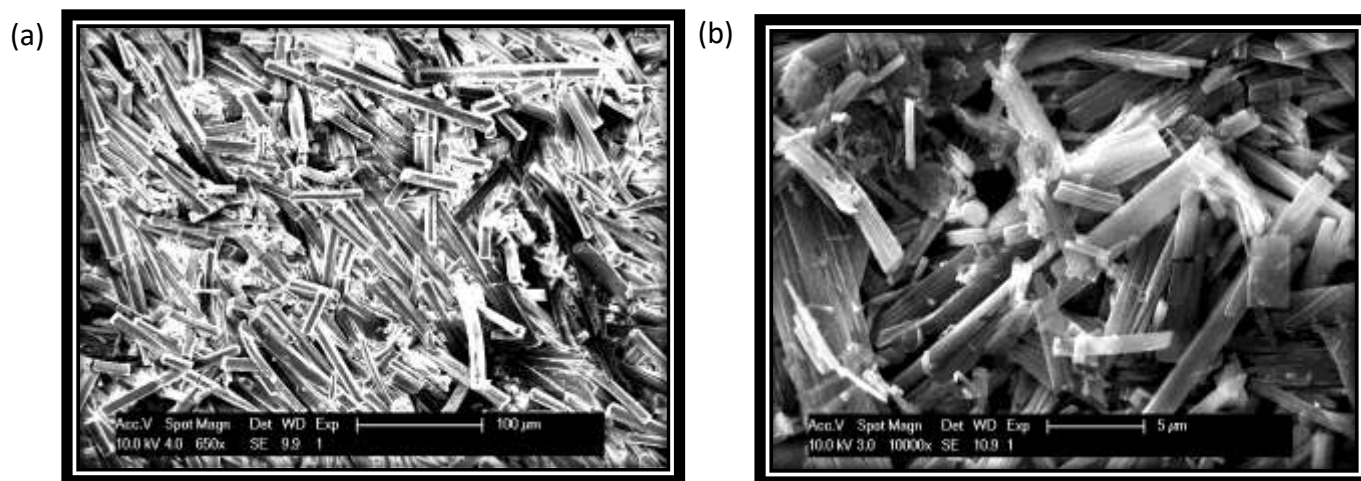 (a)
(b)
Acc.V Spot Magn Det WD Exp 100 µm
10.0 kV 4.0 650x SE 9.9 1
Acc.V Spot Magn Det WD Exp 5 µm
10.0 kV 3.0 10000x SE 10.9 1